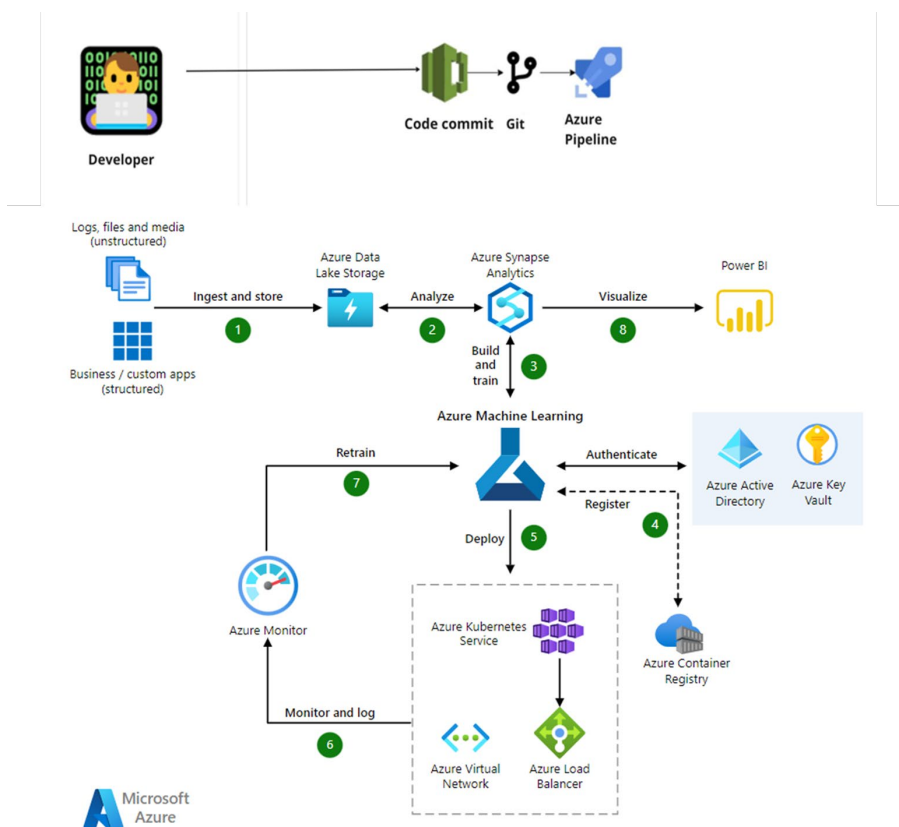 Developer
Code commit
Git
Azure
Pipeline
Logs, files and media
(unstructured)
Business / custom apps
(structured)
Ingest and store
1
Azure Data
Lake Storage
Analyze
2
Azure Synapse
Analytics
Visualize
8
Power BI
Build
and
train
3
Azure Machine Learning
Retrain
7
Authenticate
Azure Active
Directory
Azure Key
Vault
Register
4
Deploy
5
Azure Monitor
Azure Kubernetes
Service
Azure Container
Registry
Monitor and log
6
Azure Virtual
Network
Azure Load
Balancer
Microsoft
Azure